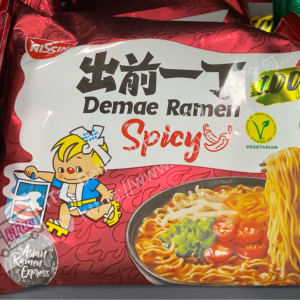 NISSIN
出前一丁
Demae Ramen
Spicy
100
VEGETARIAN
Asian
Ramen
Express